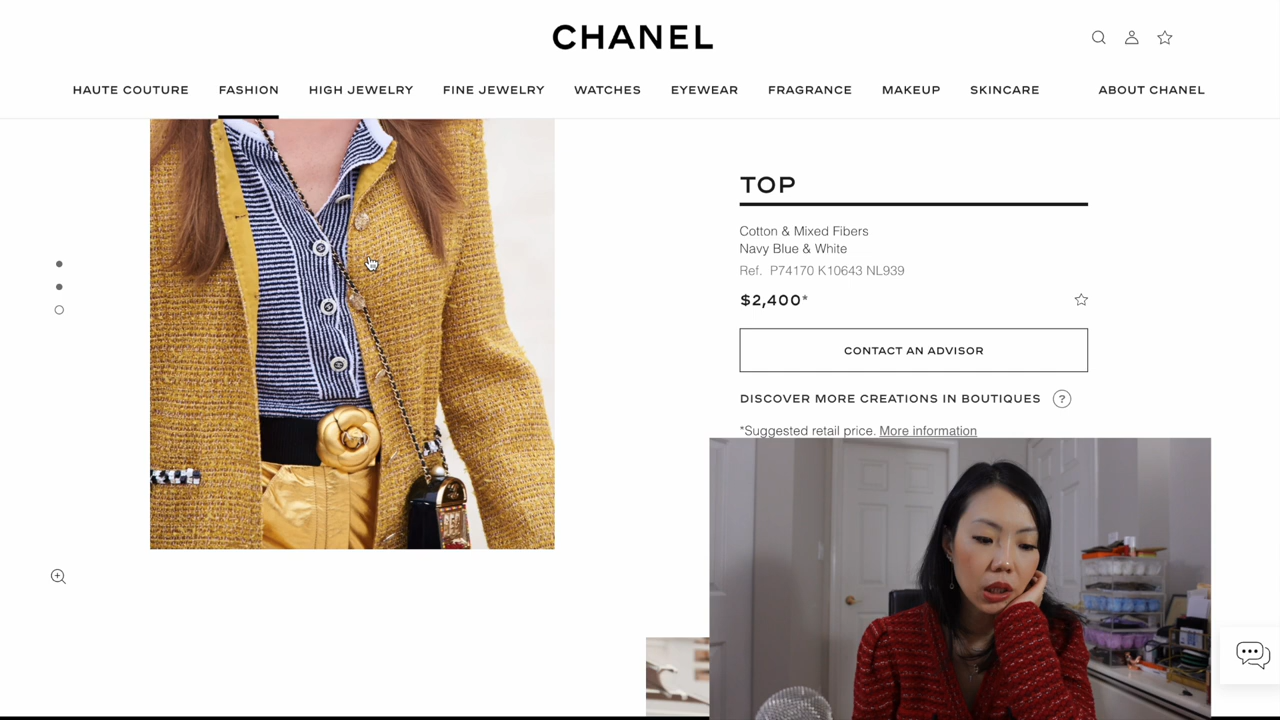 CHANEL
HAUTE COUTURE FASHION HIGH JEWELRY FINE JEWELRY WATCHES EYEWEAR FRAGRANCE MAKEUP SKINCARE ABOUT CHANEL
TOP
Cotton & Mixed Fibers
Navy Blue & White
Ref. P74170 K10643 NL939
$2,400*
CONTACT AN ADVISOR
DISCOVER MORE CREATIONS IN BOUTIQUES ?
*Suggested retail price. More information